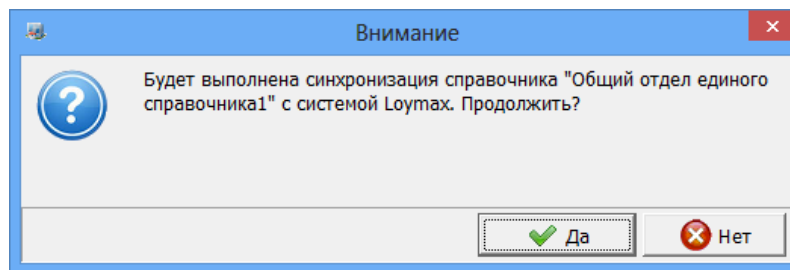 Внимание
Будет выполнена синхронизация справочника "Общий отдел единого
справочника1" с системой Loymax. Продолжить?
Да
Нет